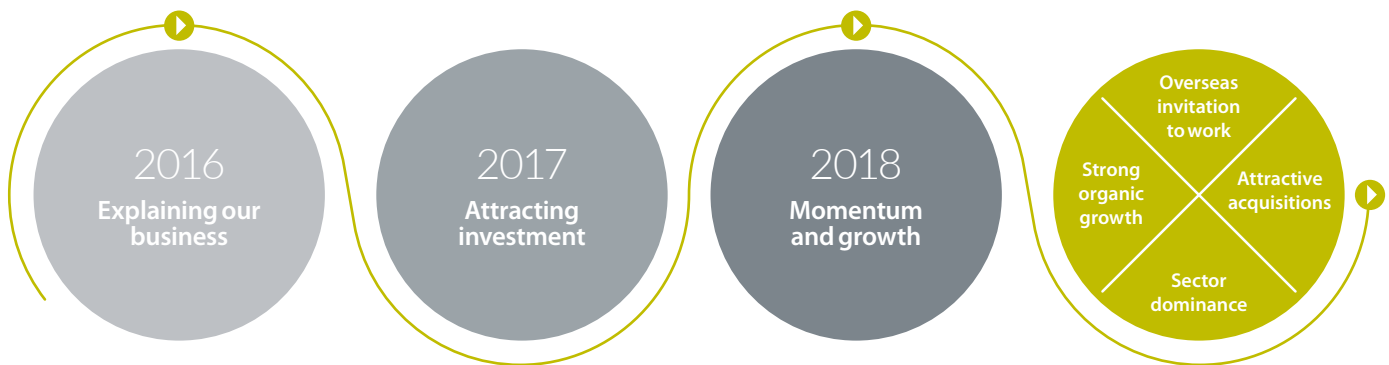 2016
Explaining our
business
2017
Attracting
investment
2018
Momentum
and growth
Overseas
invitation
to work
Strong
organic
growth
Attractive
acquisitions
Sector
dominance